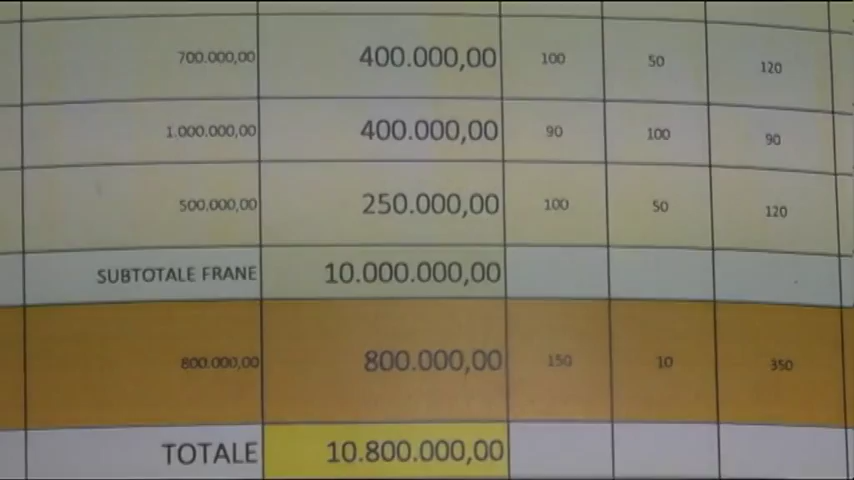 700.000,00 400.000,00 100 50 120
1.000.000,00 400.000,00 90 100 90
500.000,00 250.000,00 100 50 120
SUBTOTALE FRANE 10.000.000,00
800.000,00 800.000,00 150 10 350
TOTALE 10.800.000,00